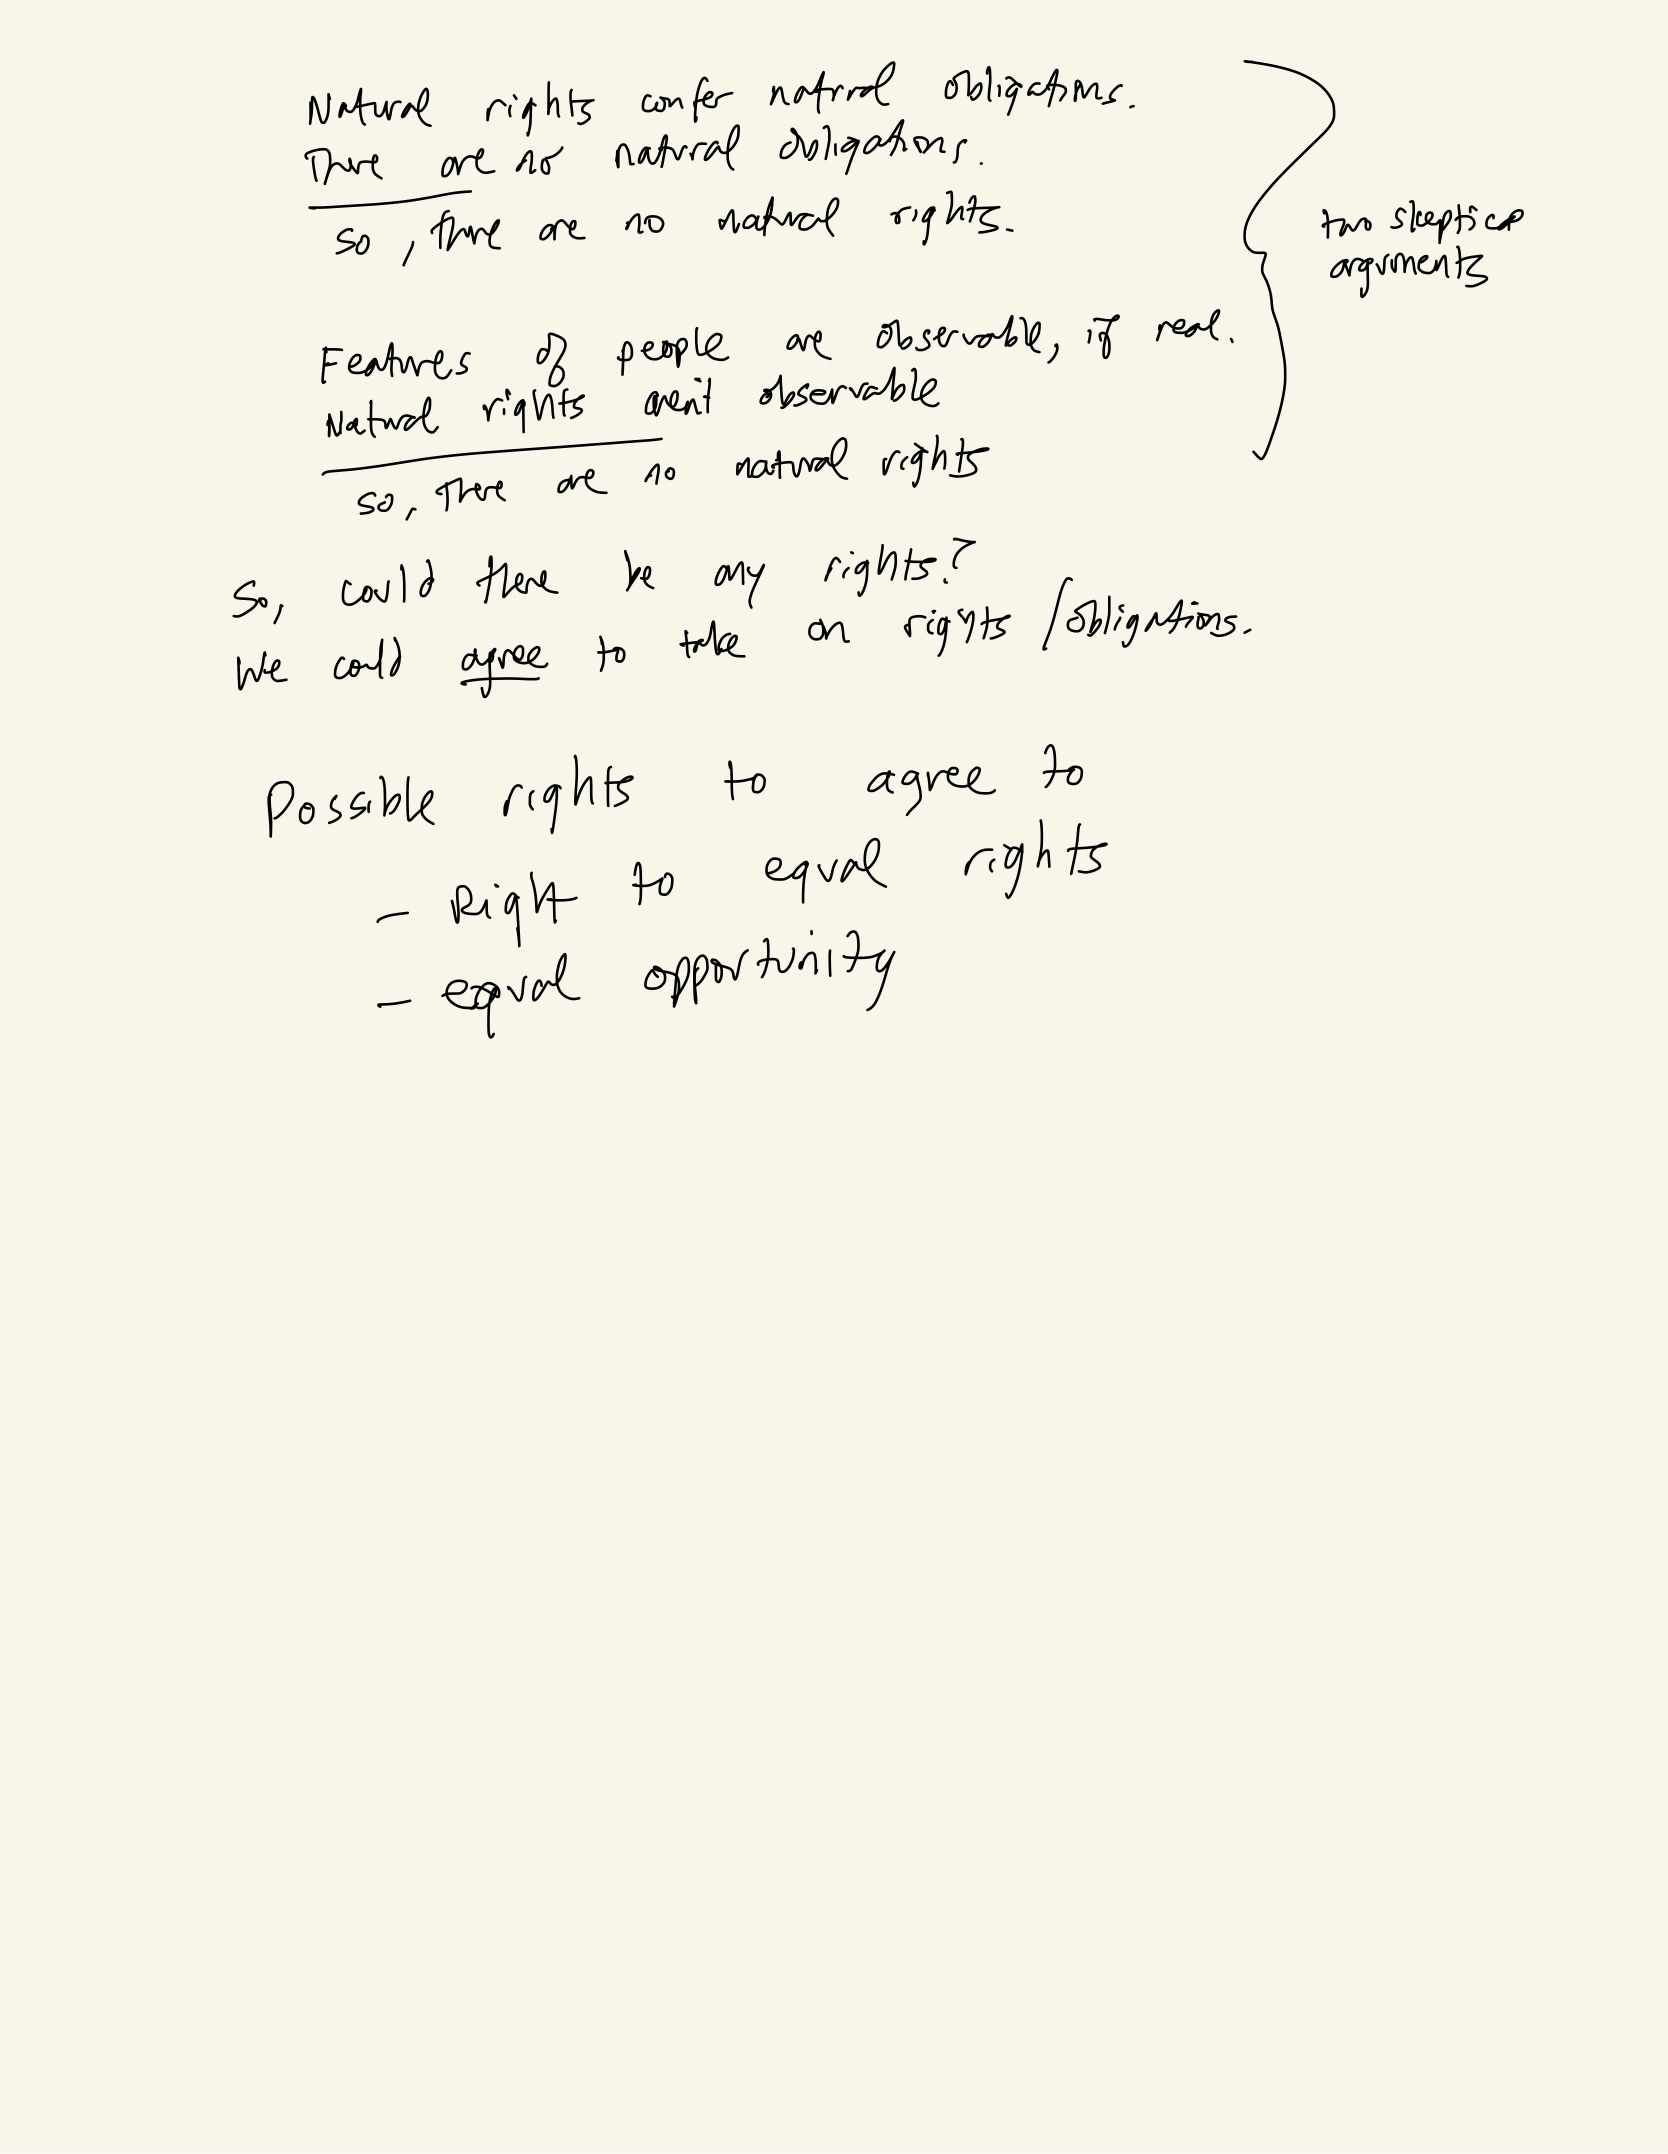 Natural rights confer natural obligations.
There are no natural obligations.
so, there are no natural rights.
two skeptical
arguments
Features of people are observable, if real.
Natural rights aren't observable
so, there are no natural rights
So, could there be any rights?
We could agree to take on rights / obligations.
Possible rights to agree to
- Right to equal rights
- equal opportunity